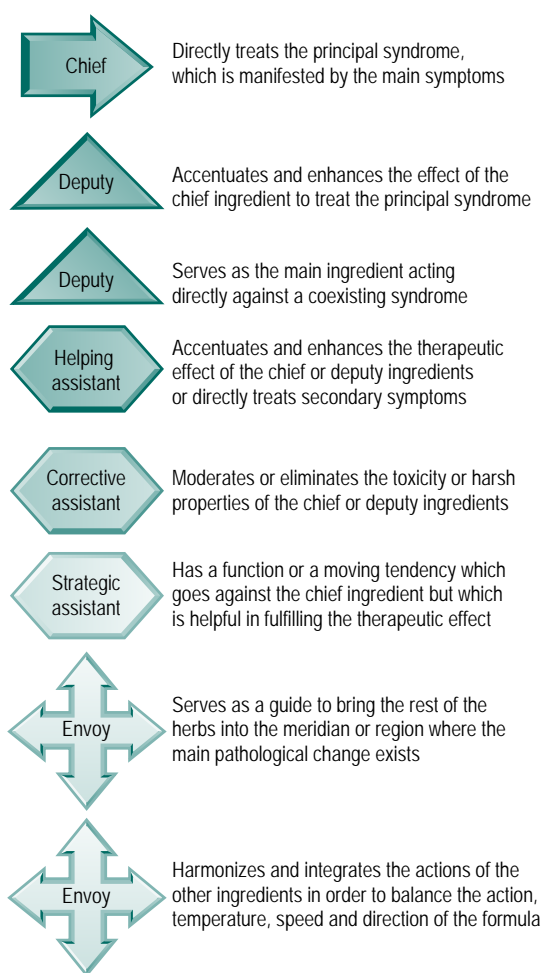 Chief
Directly treats the principal syndrome,
which is manifested by the main symptoms
Deputy
Accentuates and enhances the effect of the
chief ingredient to treat the principal syndrome
Deputy
Serves as the main ingredient acting
directly against a coexisting syndrome
Helping
assistant
Accentuates and enhances the therapeutic
effect of the chief or deputy ingredients
or directly treats secondary symptoms
Corrective
assistant
Moderates or eliminates the toxicity or harsh
properties of the chief or deputy ingredients
Strategic
assistant
Has a function or a moving tendency which
goes against the chief ingredient but which
is helpful in fulfilling the therapeutic effect
Envoy
Serves as a guide to bring the rest of the
herbs into the meridian or region where the
main pathological change exists
Envoy
Harmonizes and integrates the actions of the
other ingredients in order to balance the action,
temperature, speed and direction of the formula